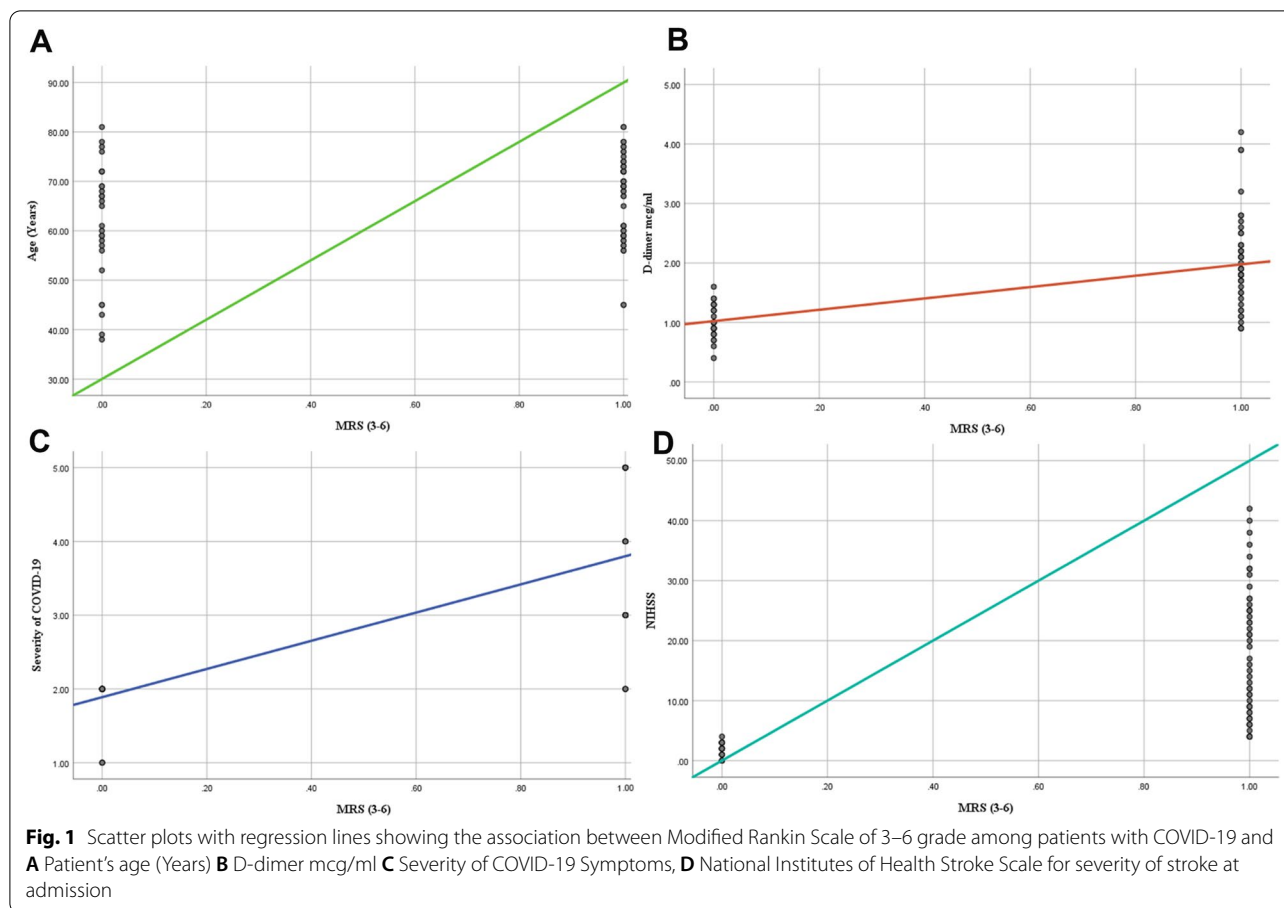 A
90.00
80.00
70.00
60.00
50.00
40.00
30.00
Age (Years)
.00 .20 .40 .60 .80 1.00
MRS (3-6)
B
5.00
4.00
3.00
2.00
1.00
.00
D-dimer mcg/ml
.00 .20 .40 .60 .80 1.00
MRS (3-6)
C
5.00
4.00
3.00
2.00
1.00
Severity of COVID-19
.00 .20 .40 .60 .80 1.00
MRS (3-6)
D
50.00
40.00
30.00
20.00
10.00
.00
NIHSS
.00 .20 .40 .60 .80 1.00
MRS (3-6)
Fig. 1 Scatter plots with regression lines showing the association between Modified Rankin Scale of 3–6 grade among patients with COVID-19 and
A Patient's age (Years) B D-dimer mcg/ml C Severity of COVID-19 Symptoms, D National Institutes of Health Stroke Scale for severity of stroke at
admission